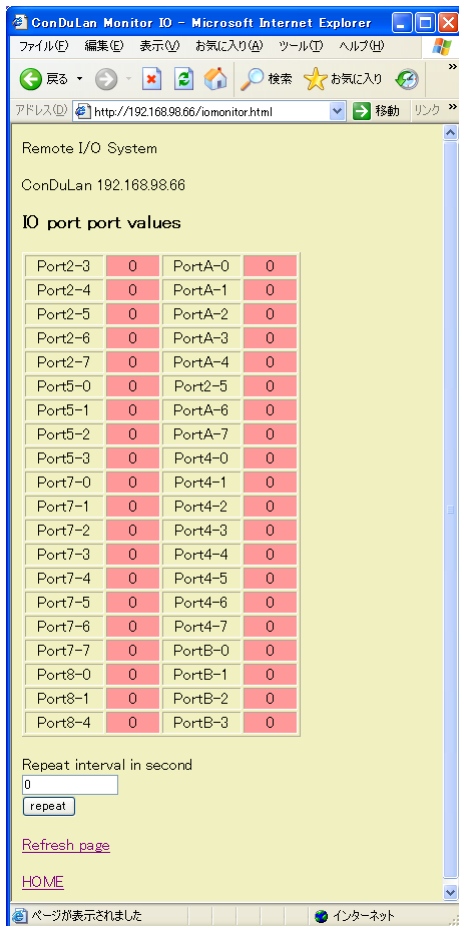 ConDuLan Monitor IO - Microsoft Internet Explorer
ファイル(F) 編集(E) 表示(V) お気に入り(A) ツール(T) ヘルプ(H)
戻る 検索 お気に入り »
アドレス(D) http://192.168.98.66/iomonitor.html 移動 リンク »
Remote I/O System
ConDuLan 192.168.98.66
IO port port values
Port2-3 0 PortA-0 0
Port2-4 0 PortA-1 0
Port2-5 0 PortA-2 0
Port2-6 0 PortA-3 0
Port2-7 0 PortA-4 0
Port5-0 0 Port2-5 0
Port5-1 0 PortA-6 0
Port5-2 0 PortA-7 0
Port5-3 0 Port4-0 0
Port7-0 0 Port4-1 0
Port7-1 0 Port4-2 0
Port7-2 0 Port4-3 0
Port7-3 0 Port4-4 0
Port7-4 0 Port4-5 0
Port7-5 0 Port4-6 0
Port7-6 0 Port4-7 0
Port7-7 0 PortB-0 0
Port8-0 0 PortB-1 0
Port8-1 0 PortB-2 0
Port8-4 0 PortB-3 0
Repeat interval in second
0
repeat
Refresh page
HOME
ページが表示されました インターネット